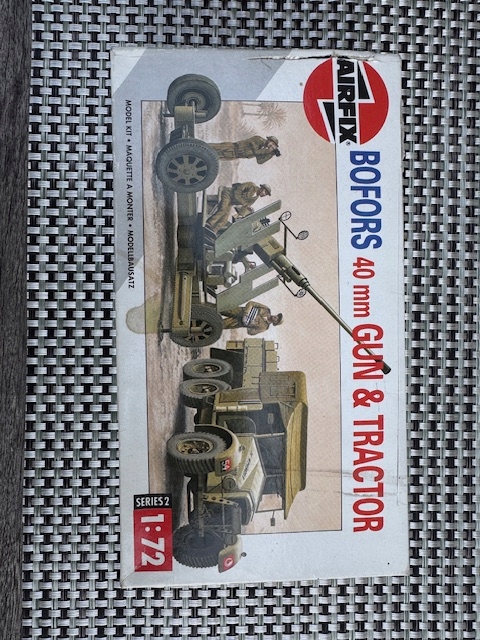 AIRFIX
BOFORS 40 mm GUN & TRACTOR
MODEL KIT • MAQUETTE A MONTER • MODELLBAUSATZ
SERIES 2
1:72